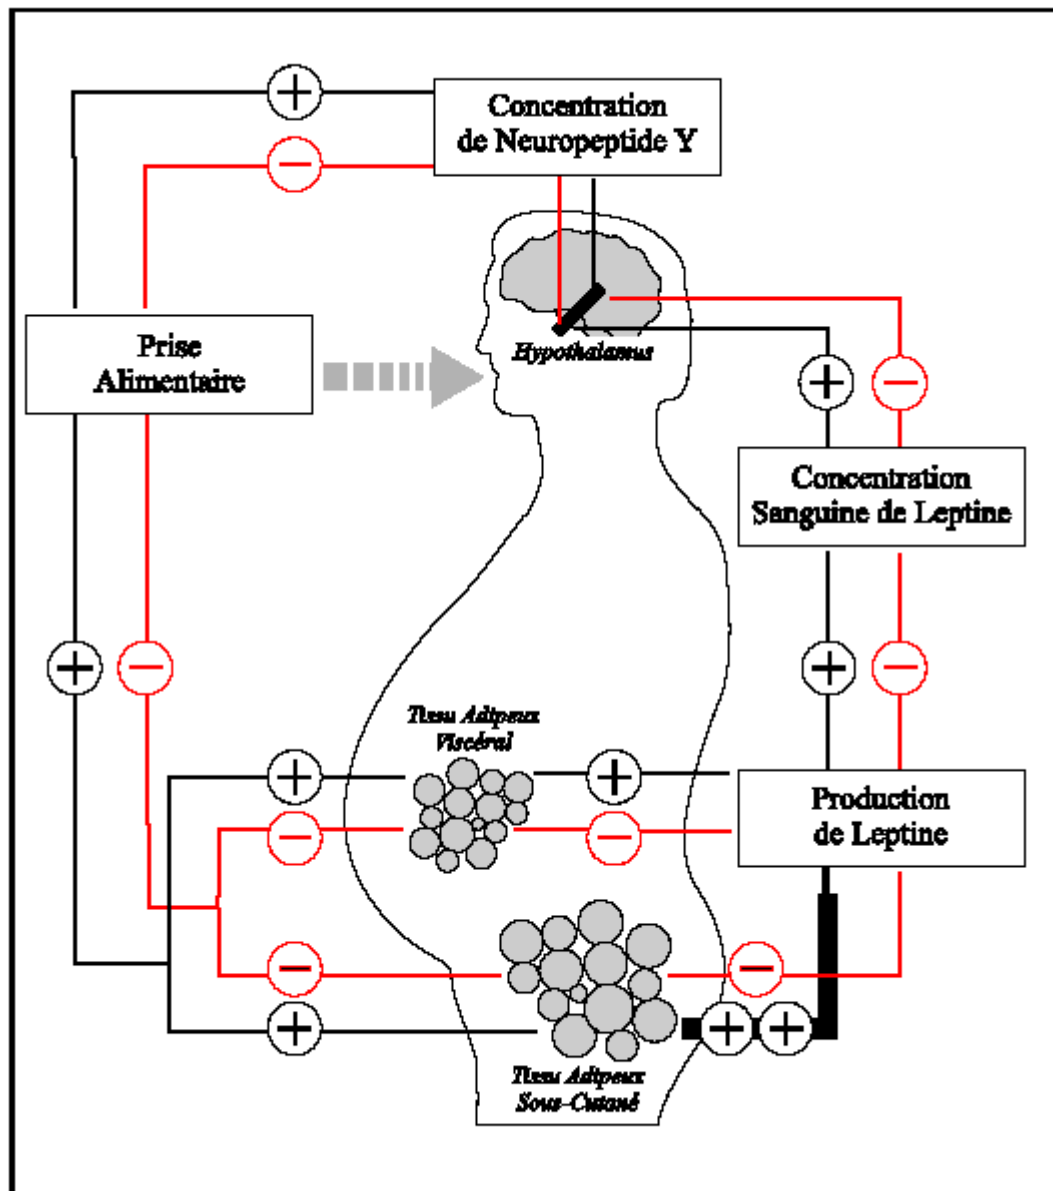 Concentration
de Neuropeptide Y
Prise
Alimentaire
Hypothalamus
Concentration
Sanguine de Leptine
Tissu Adipeux
Viscéral
Production
de Leptine
Tissu Adipeux
Sous-Cutané